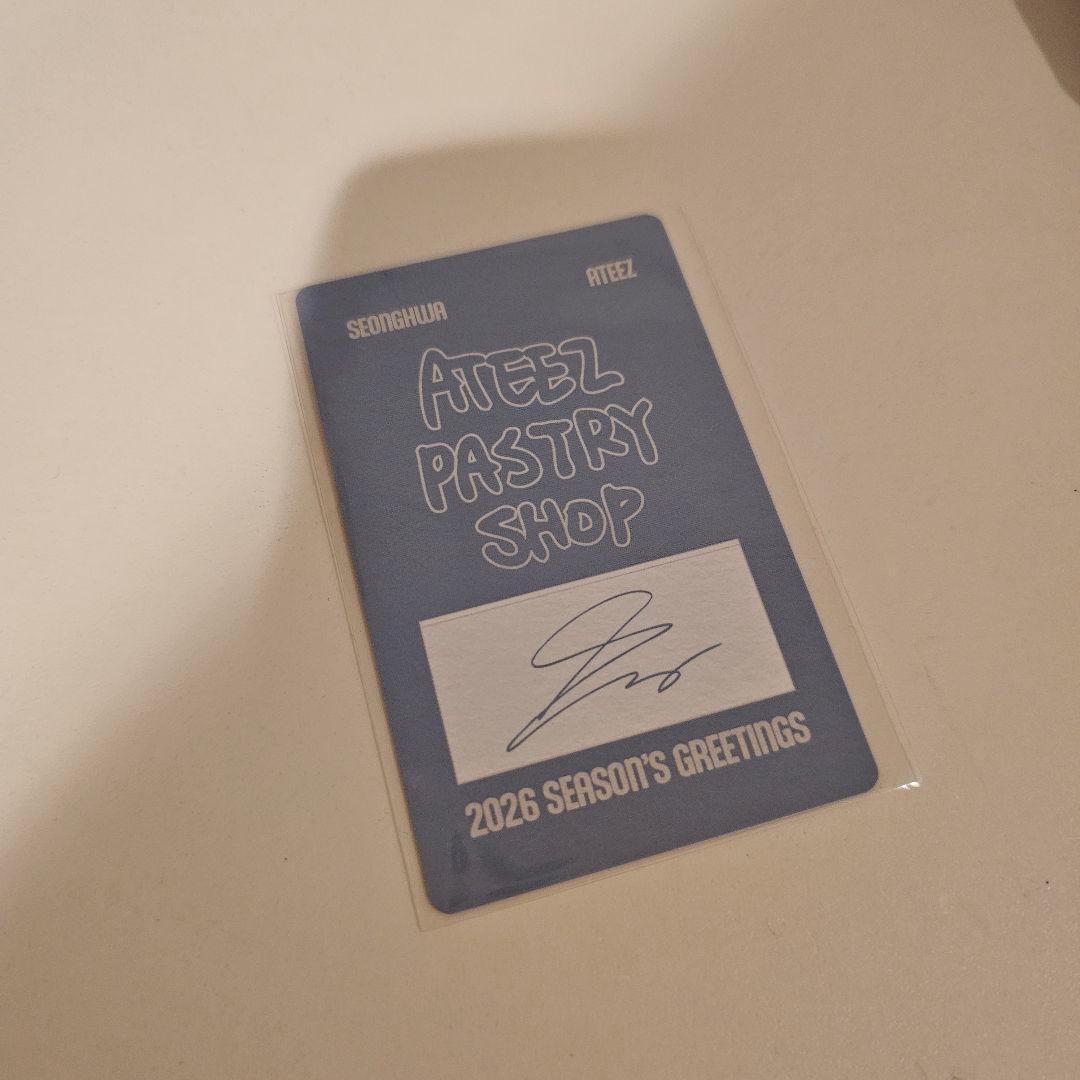 SEONGHWA
ATEEZ
ATEEZ
PASTRY
SHOP
2026 SEASON'S GREETINGS